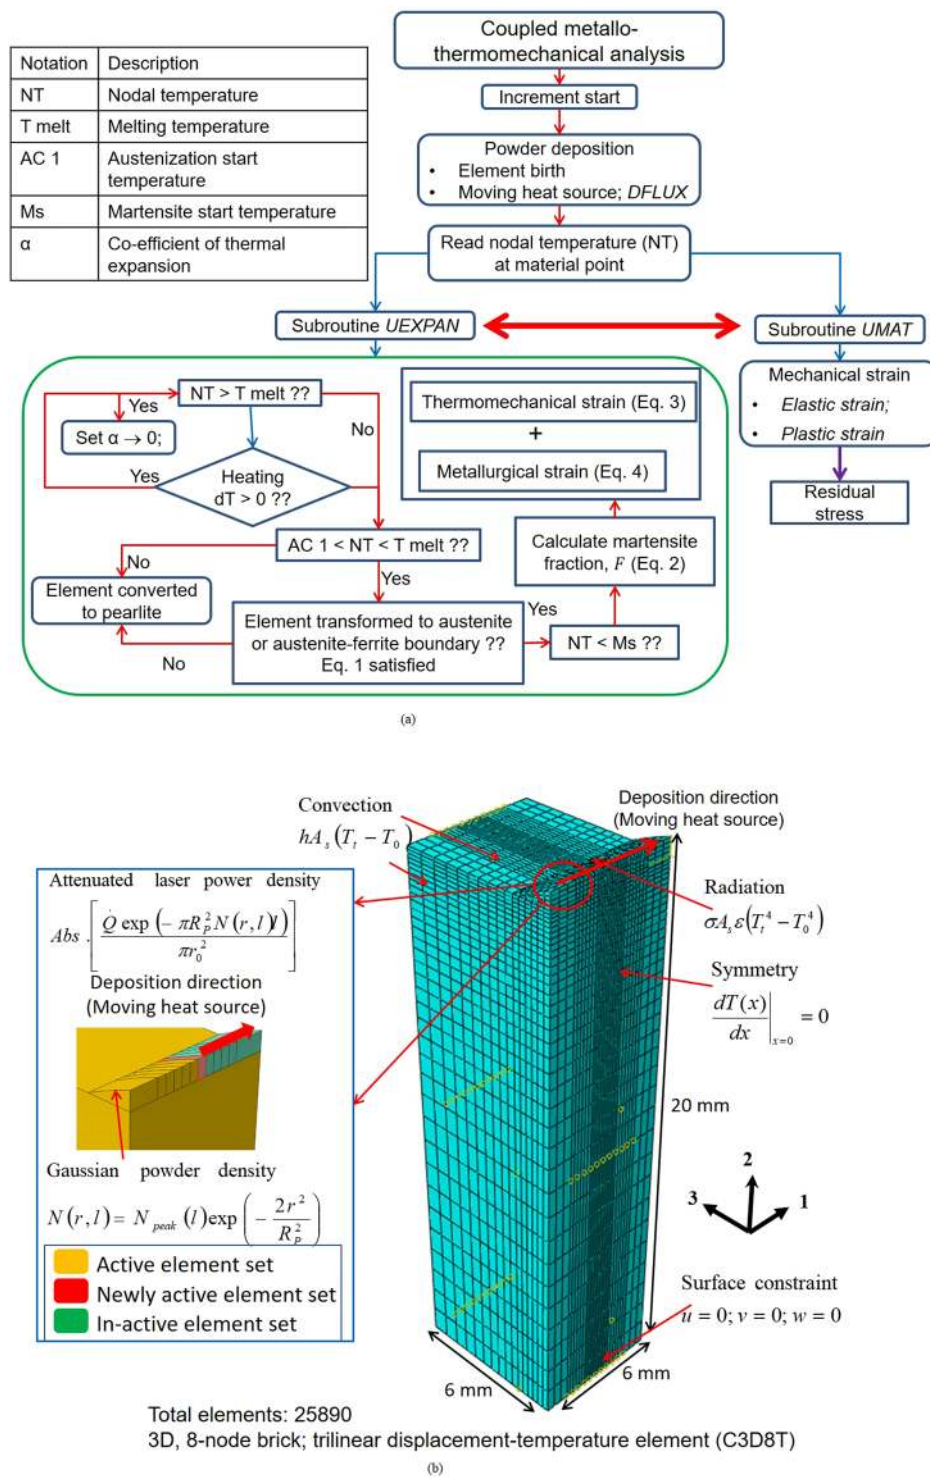 Notation Description
NT Nodal temperature
T melt Melting temperature
AC 1 Austenization start
temperature
Ms Martensite start temperature
α Co-efficient of thermal
expansion
Coupled metallo-
thermomechanical analysis
Increment start
Powder deposition
• Element birth
• Moving heat source; DFLUX
Read nodal temperature (NT)
at material point
Subroutine UEXPAN
Subroutine UMAT
Mechanical strain
• Elastic strain;
• Plastic strain
Residual
stress
NT > T melt ??
Yes
Set α → 0;
No
Yes
Heating
dT > 0 ??
Thermomechanical strain (Eq. 3)
+
Metallurgical strain (Eq. 4)
AC 1 < NT < T melt ??
No
Yes
Calculate martensite
fraction, F (Eq. 2)
Element converted
to pearlite
Element transformed to austenite
or austenite-ferrite boundary ??
Eq. 1 satisfied
Yes
NT < Ms ??
No
(a)
Convection
hA_s(T_t − T_0)
Deposition direction
(Moving heat source)
Attenuated laser power density
Abs . [Q̇ exp (− πR_P^2 N(r, l)l) / πr_0^2]
Deposition direction
(Moving heat source)
Gaussian powder density
N(r, l) = N_peak (l)exp (− 2r^2 / R_P^2)
Active element set
Newly active element set
In-active element set
Radiation
σA_s ε(T_t^4 − T_0^4)
Symmetry
dT(x)/dx |_x=0 = 0
20 mm
2
3
1
Surface constraint
u = 0; v = 0; w = 0
6 mm
6 mm
Total elements: 25890
3D, 8-node brick; trilinear displacement-temperature element (C3D8T)
(b)